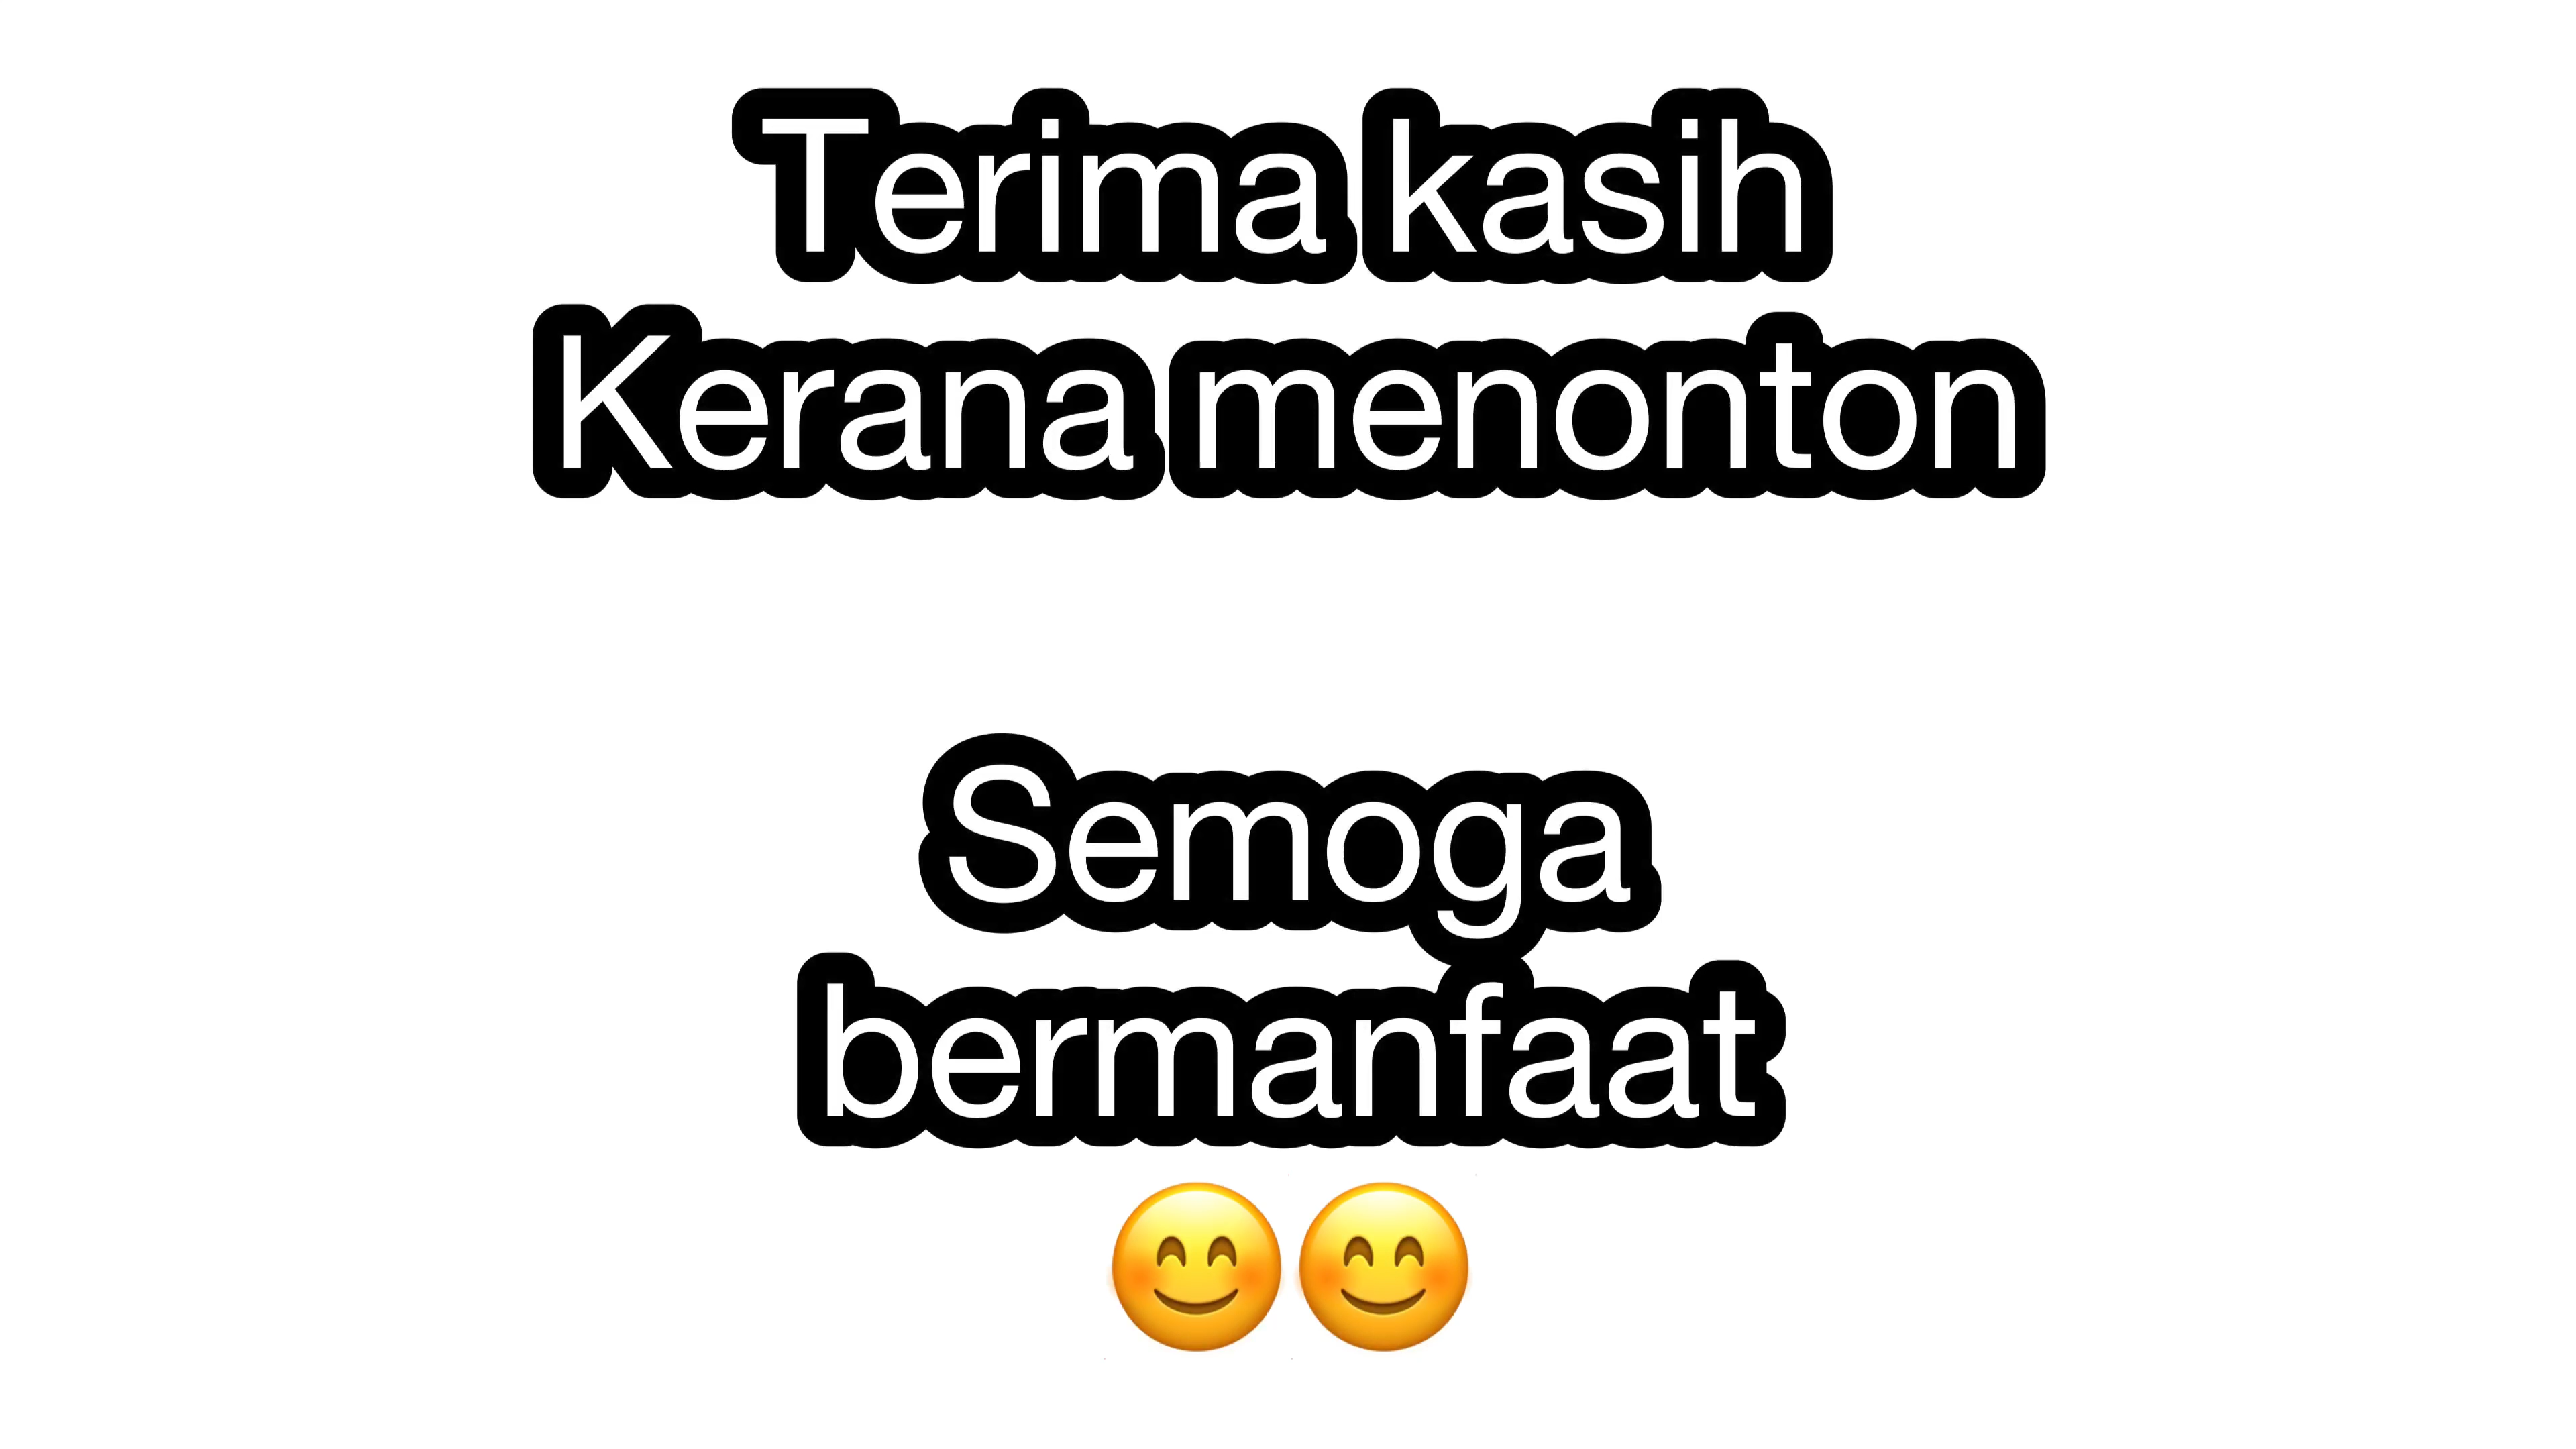 Terima kasih
Kerana menonton
Semoga
bermanfaat
😊😊